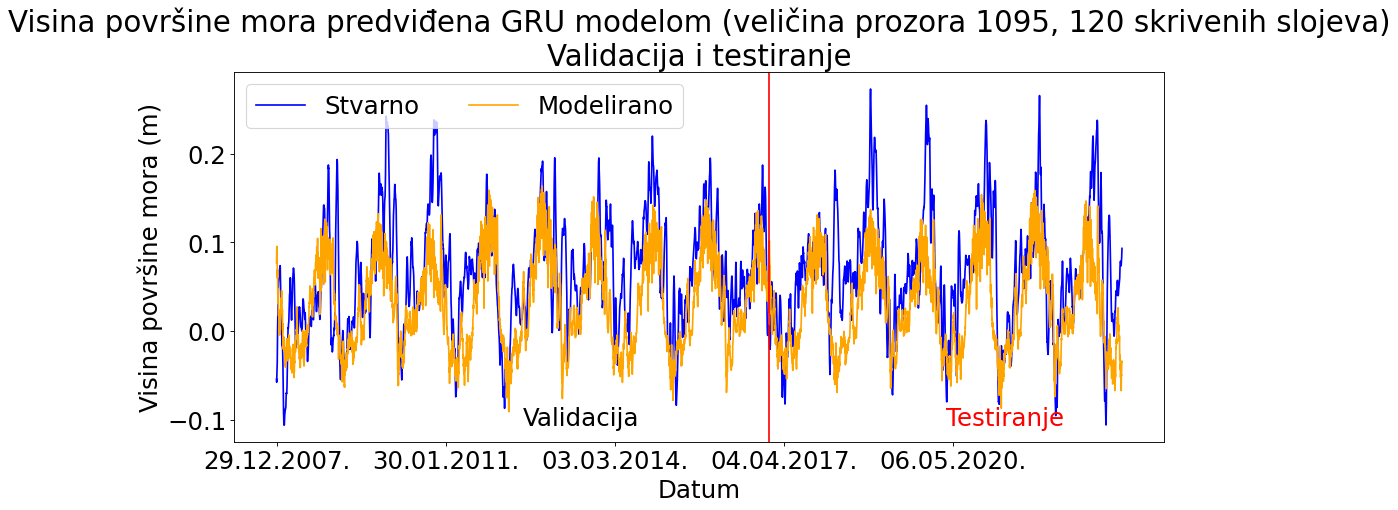 Visina površine mora predviđena GRU modelom (veličina prozora 1095, 120 skrivenih slojeva)
Validacija i testiranje
Stvarno
Modelirano
Visina površine mora (m)
0.2
0.1
0.0
−0.1
Validacija
Testiranje
29.12.2007.
30.01.2011.
03.03.2014.
04.04.2017.
06.05.2020.
Datum